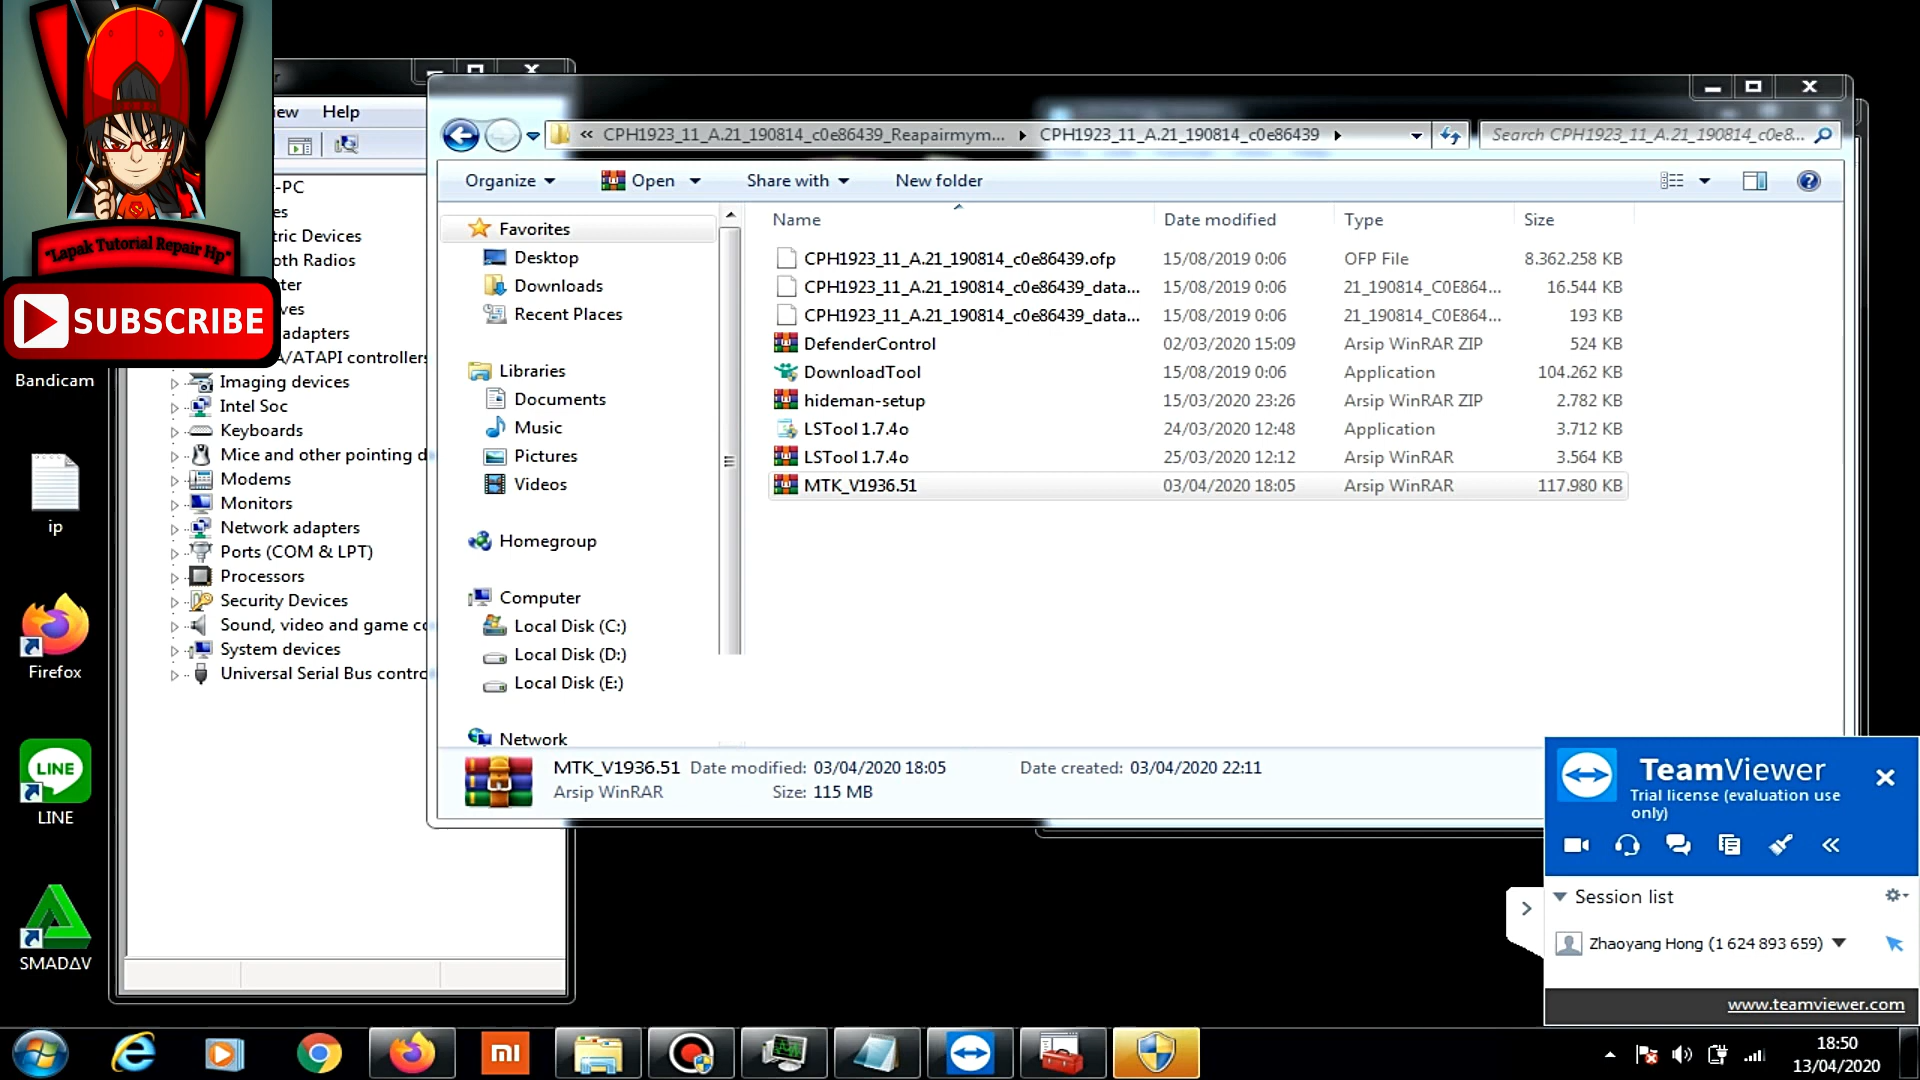 "Lapak Tutorial Repair Hp"
SUBSCRIBE
Bandicam
ip
Firefox
LINE
LINE
SMADΔV
r
iew Help
-PC
es
tric Devices
oth Radios
ter
ves
adapters
A/ATAPI controllers
Imaging devices
Intel Soc
Keyboards
Mice and other pointing d
Modems
Monitors
Network adapters
Ports (COM & LPT)
Processors
Security Devices
Sound, video and game co
System devices
Universal Serial Bus contro
« CPH1923_11_A.21_190814_c0e86439_Reapairmym... CPH1923_11_A.21_190814_c0e86439
Search CPH1923_11_A.21_190814_c0e8...
Organize Open Share with New folder
Favorites
Desktop
Downloads
Recent Places
Libraries
Documents
Music
Pictures
Videos
Homegroup
Computer
Local Disk (C:)
Local Disk (D:)
Local Disk (E:)
Network
Name Date modified Type Size
CPH1923_11_A.21_190814_c0e86439.ofp 15/08/2019 0:06 OFP File 8.362.258 KB
CPH1923_11_A.21_190814_c0e86439_data... 15/08/2019 0:06 21_190814_C0E864... 16.544 KB
CPH1923_11_A.21_190814_c0e86439_data... 15/08/2019 0:06 21_190814_C0E864... 193 KB
DefenderControl 02/03/2020 15:09 Arsip WinRAR ZIP 524 KB
DownloadTool 15/08/2019 0:06 Application 104.262 KB
hideman-setup 15/03/2020 23:26 Arsip WinRAR ZIP 2.782 KB
LSTool 1.7.4o 24/03/2020 12:48 Application 3.712 KB
LSTool 1.7.4o 25/03/2020 12:12 Arsip WinRAR 3.564 KB
MTK_V1936.51 03/04/2020 18:05 Arsip WinRAR 117.980 KB
MTK_V1936.51 Date modified: 03/04/2020 18:05 Date created: 03/04/2020 22:11
Arsip WinRAR Size: 115 MB
TeamViewer
Trial license (evaluation use
only)
Session list
Zhaoyang Hong (1 624 893 659)
www.teamviewer.com
mi
18:50
13/04/2020